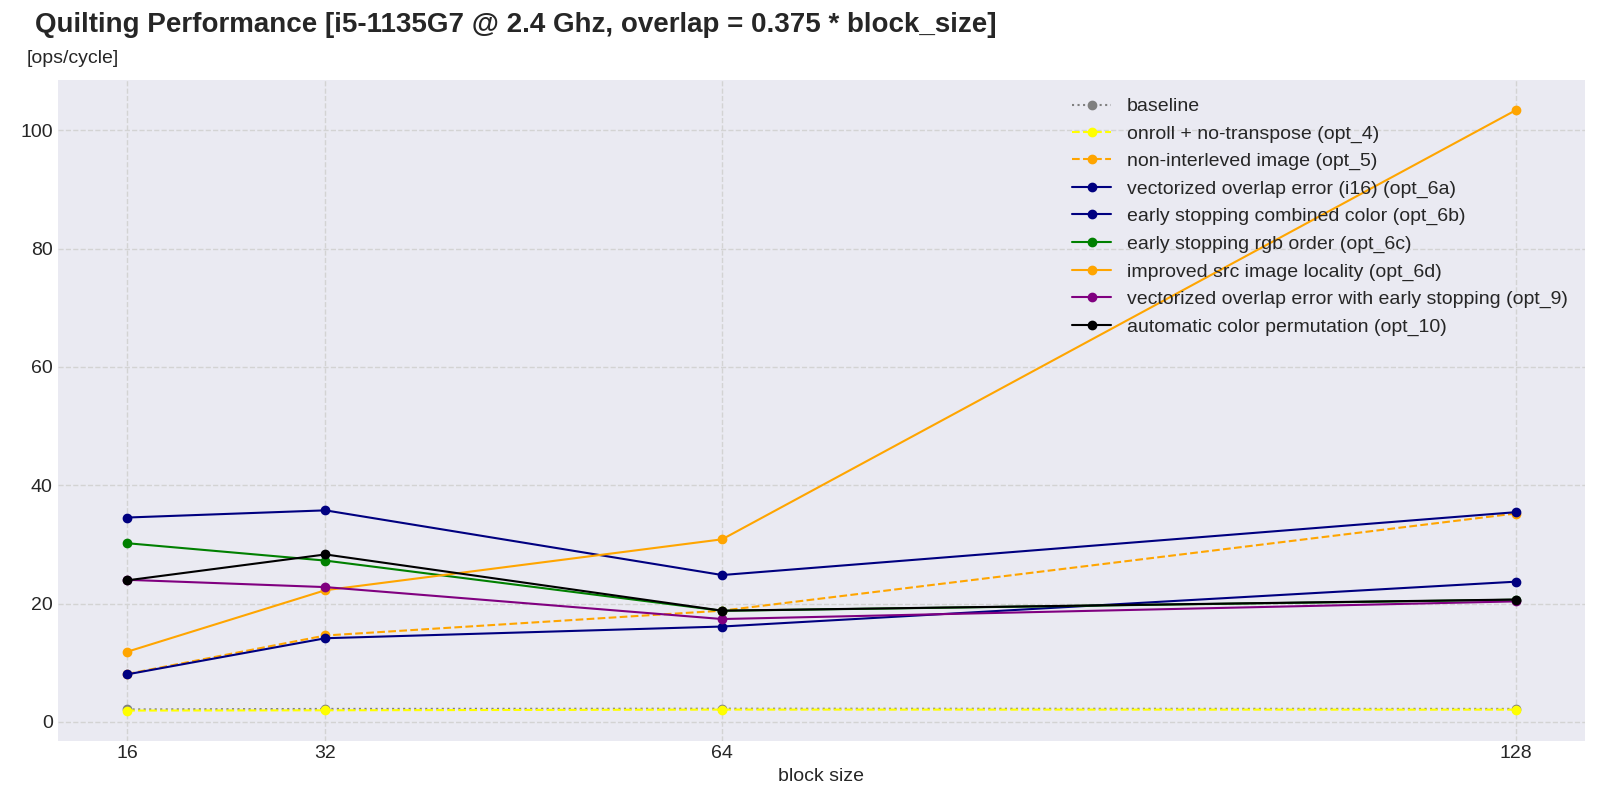 Quilting Performance [i5-1135G7 @ 2.4 Ghz, overlap = 0.375 * block_size]
[ops/cycle]
baseline
onroll + no-transpose (opt_4)
non-interleved image (opt_5)
vectorized overlap error (i16) (opt_6a)
early stopping combined color (opt_6b)
early stopping rgb order (opt_6c)
improved src image locality (opt_6d)
vectorized overlap error with early stopping (opt_9)
automatic color permutation (opt_10)
100
80
60
40
20
0
16 32 64 128
block size